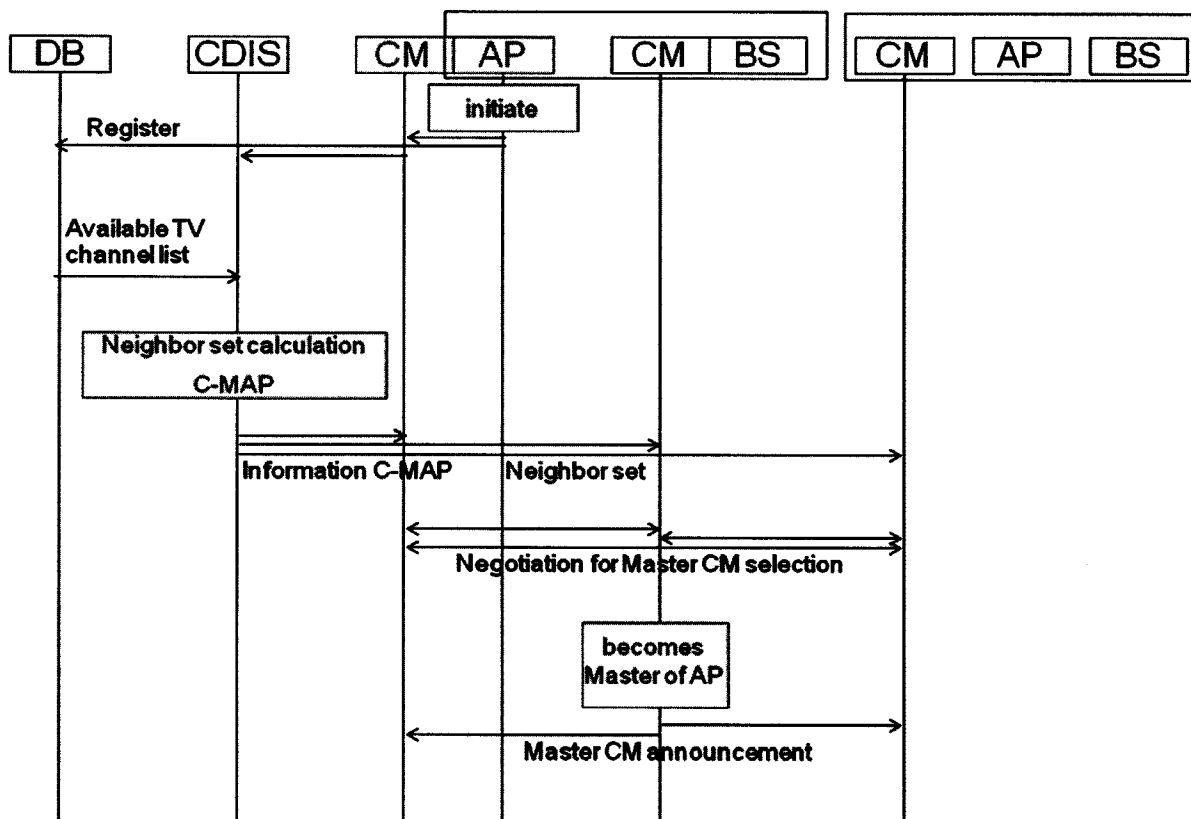 DB CDIS CM AP CM BS CM AP BS
initiate
Register
Available TV
channel list
Neighbor set calculation
C-MAP
Information C-MAP Neighbor set
Negotiation for Master CM selection
becomes
Master of AP
Master CM announcement